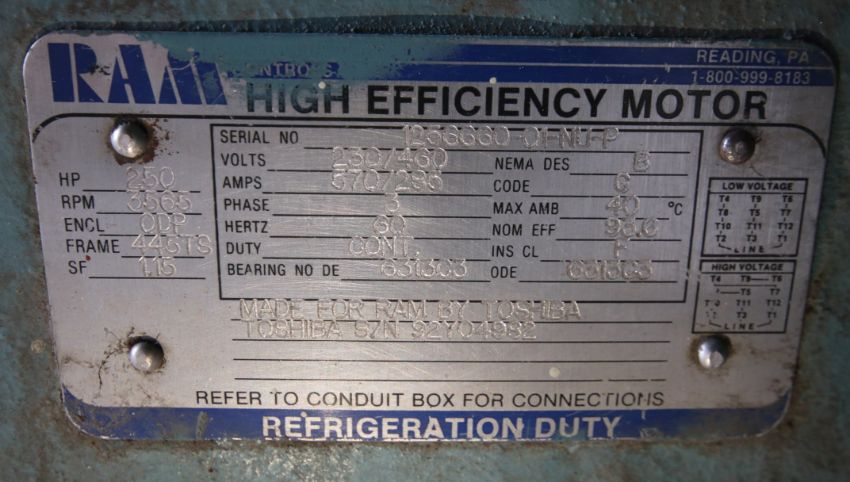 RAM
CONTROLS
READING, PA
1-800-999-8183
HIGH EFFICIENCY MOTOR
HP 250
RPM 3565
ENCL ODP
FRAME 445TS
SF 1.15
SERIAL NO
VOLTS 230/460 NEMA DES B
AMPS 570/285 CODE G
PHASE 3 MAX AMB 40 °C
HERTZ 60 NOM EFF
DUTY CONT. INS CL F
BEARING NO DE 6313C3 ODE 6313C3
MADE FOR RAM BY TOSHIBA
TOSHIBA S/N 92704982
LOW VOLTAGE
T4 T9 T6
T8 T5 T7
T10 T11 T12
T2 T3 T1
LINE
HIGH VOLTAGE
T5 T7
T11 T12
T2 T3 T1
LINE
REFER TO CONDUIT BOX FOR CONNECTIONS
REFRIGERATION DUTY